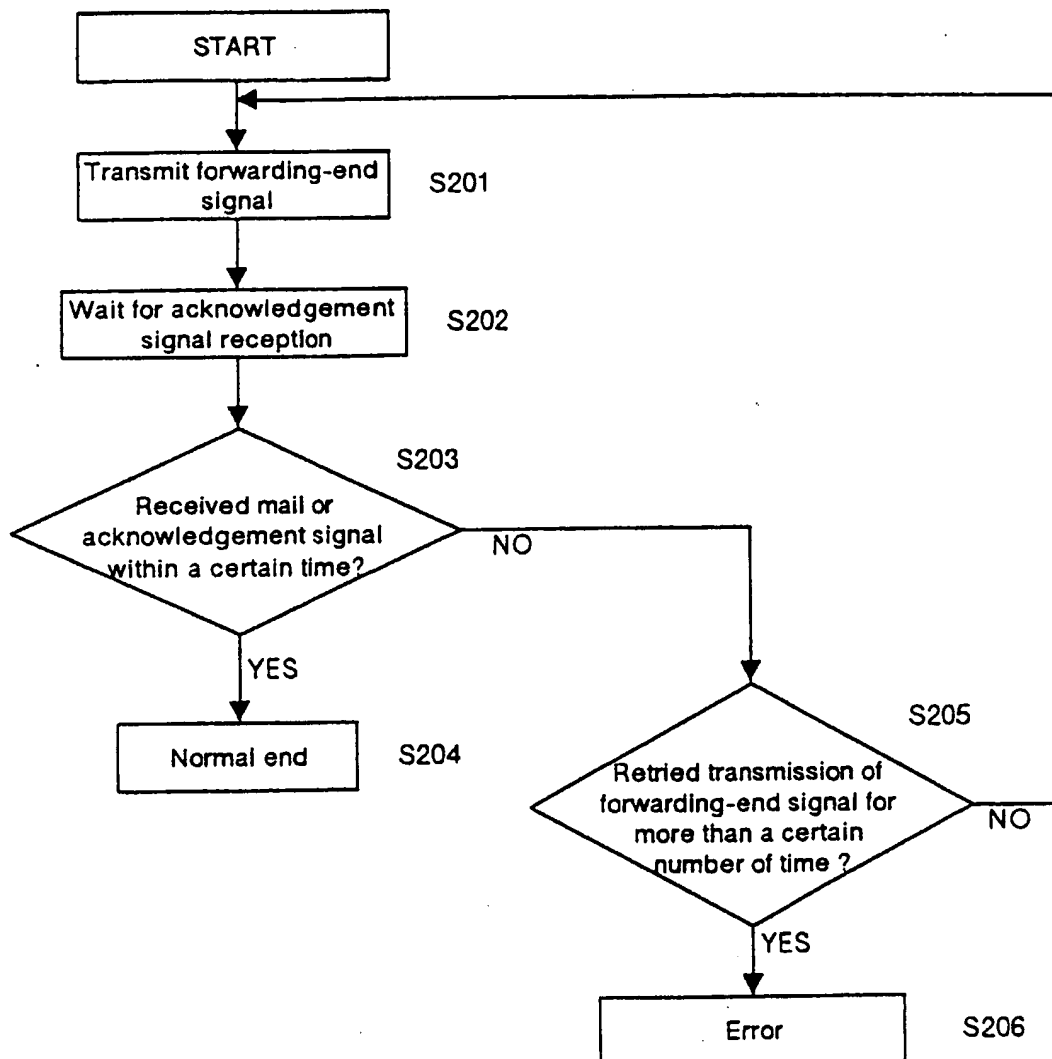 START
Transmit forwarding-end
signal
S201
Wait for acknowledgement
signal reception
S202
S203
Received mail or
acknowledgement signal
within a certain time?
NO
YES
Normal end
S204
S205
Retried transmission of
forwarding-end signal for
more than a certain
number of time ?
NO
YES
Error
S206